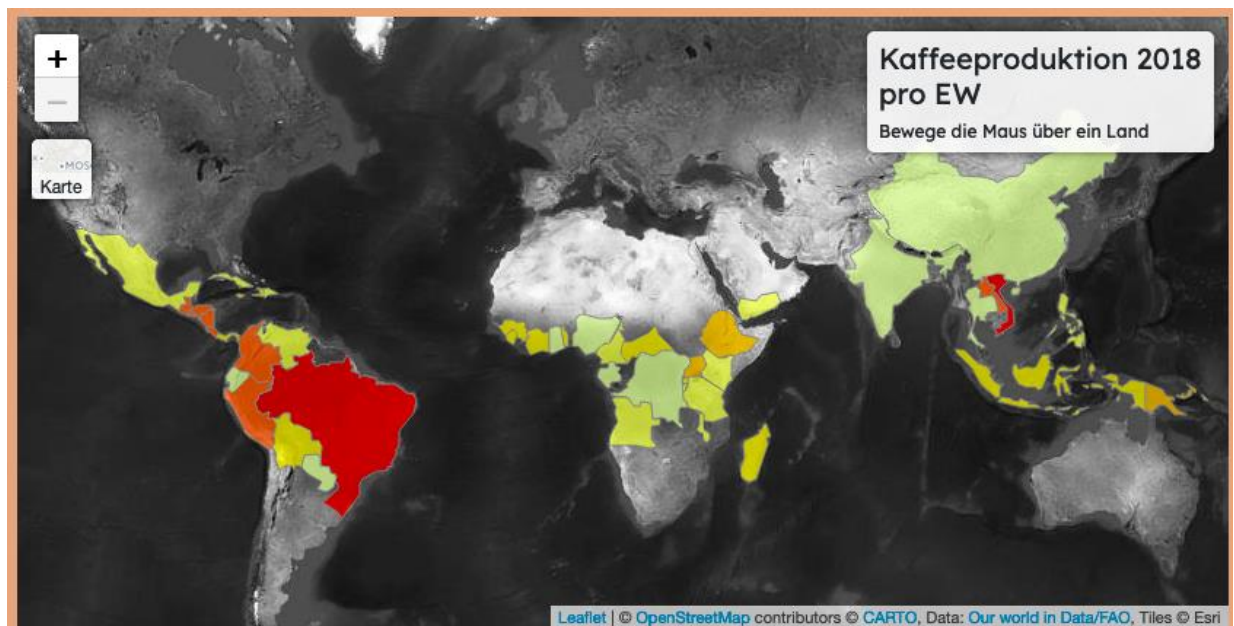 +
−
MOS
Karte
Kaffeeproduktion 2018
pro EW
Bewege die Maus über ein Land
Leaflet | © OpenStreetMap contributors © CARTO, Data: Our world in Data/FAO, Tiles © Esri